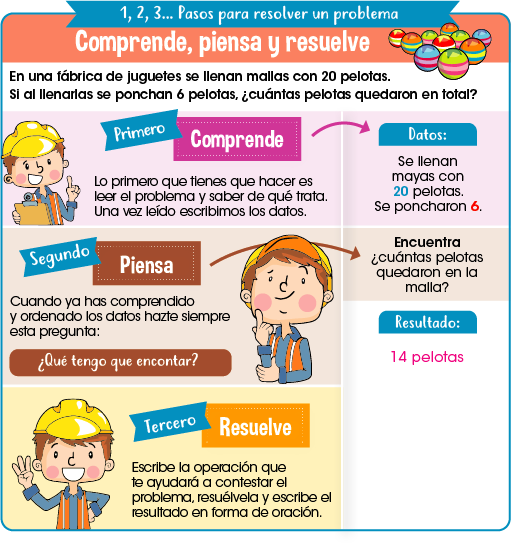 1, 2, 3... Pasos para resolver un problema
Comprende, piensa y resuelve
En una fábrica de juguetes se llenan mallas con 20 pelotas.
Si al llenarlas se ponchan 6 pelotas, ¿cuántas pelotas quedaron en total?
Primero
Comprende
Lo primero que tienes que hacer es
leer el problema y saber de qué trata.
Una vez leído escribimos los datos.
Datos:
Se llenan
mayas con
20 pelotas.
Se poncharon 6.
Segundo
Piensa
Cuando ya has comprendido
y ordenado los datos hazte siempre
esta pregunta:
¿Qué tengo que encontar?
Encuentra
¿cuántas pelotas
quedaron en la
malla?
Resultado:
14 pelotas
Tercero
Resuelve
Escribe la operación que
te ayudará a contestar el
problema, resuélvela y escribe el
resultado en forma de oración.